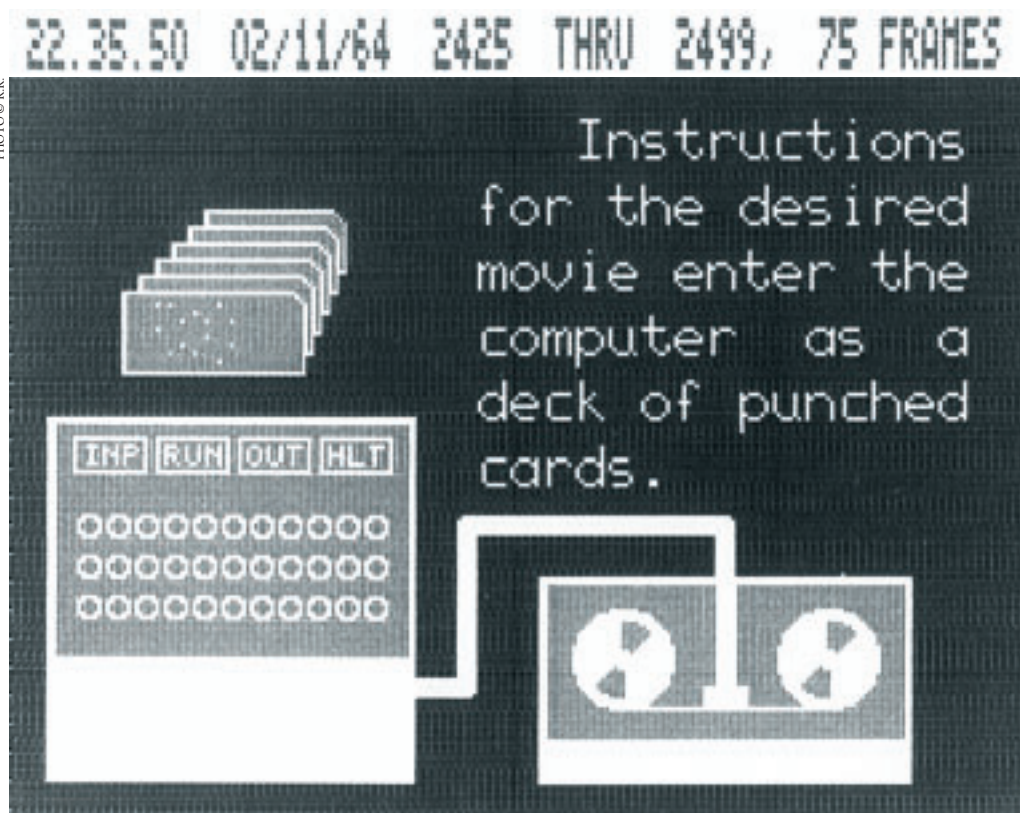 22.35.50 02/11/64 2425 THRU 2499, 75 FRAMES
Instructions
for the desired
movie enter the
computer as a
deck of punched
cards.
INP RUN OUT HLT